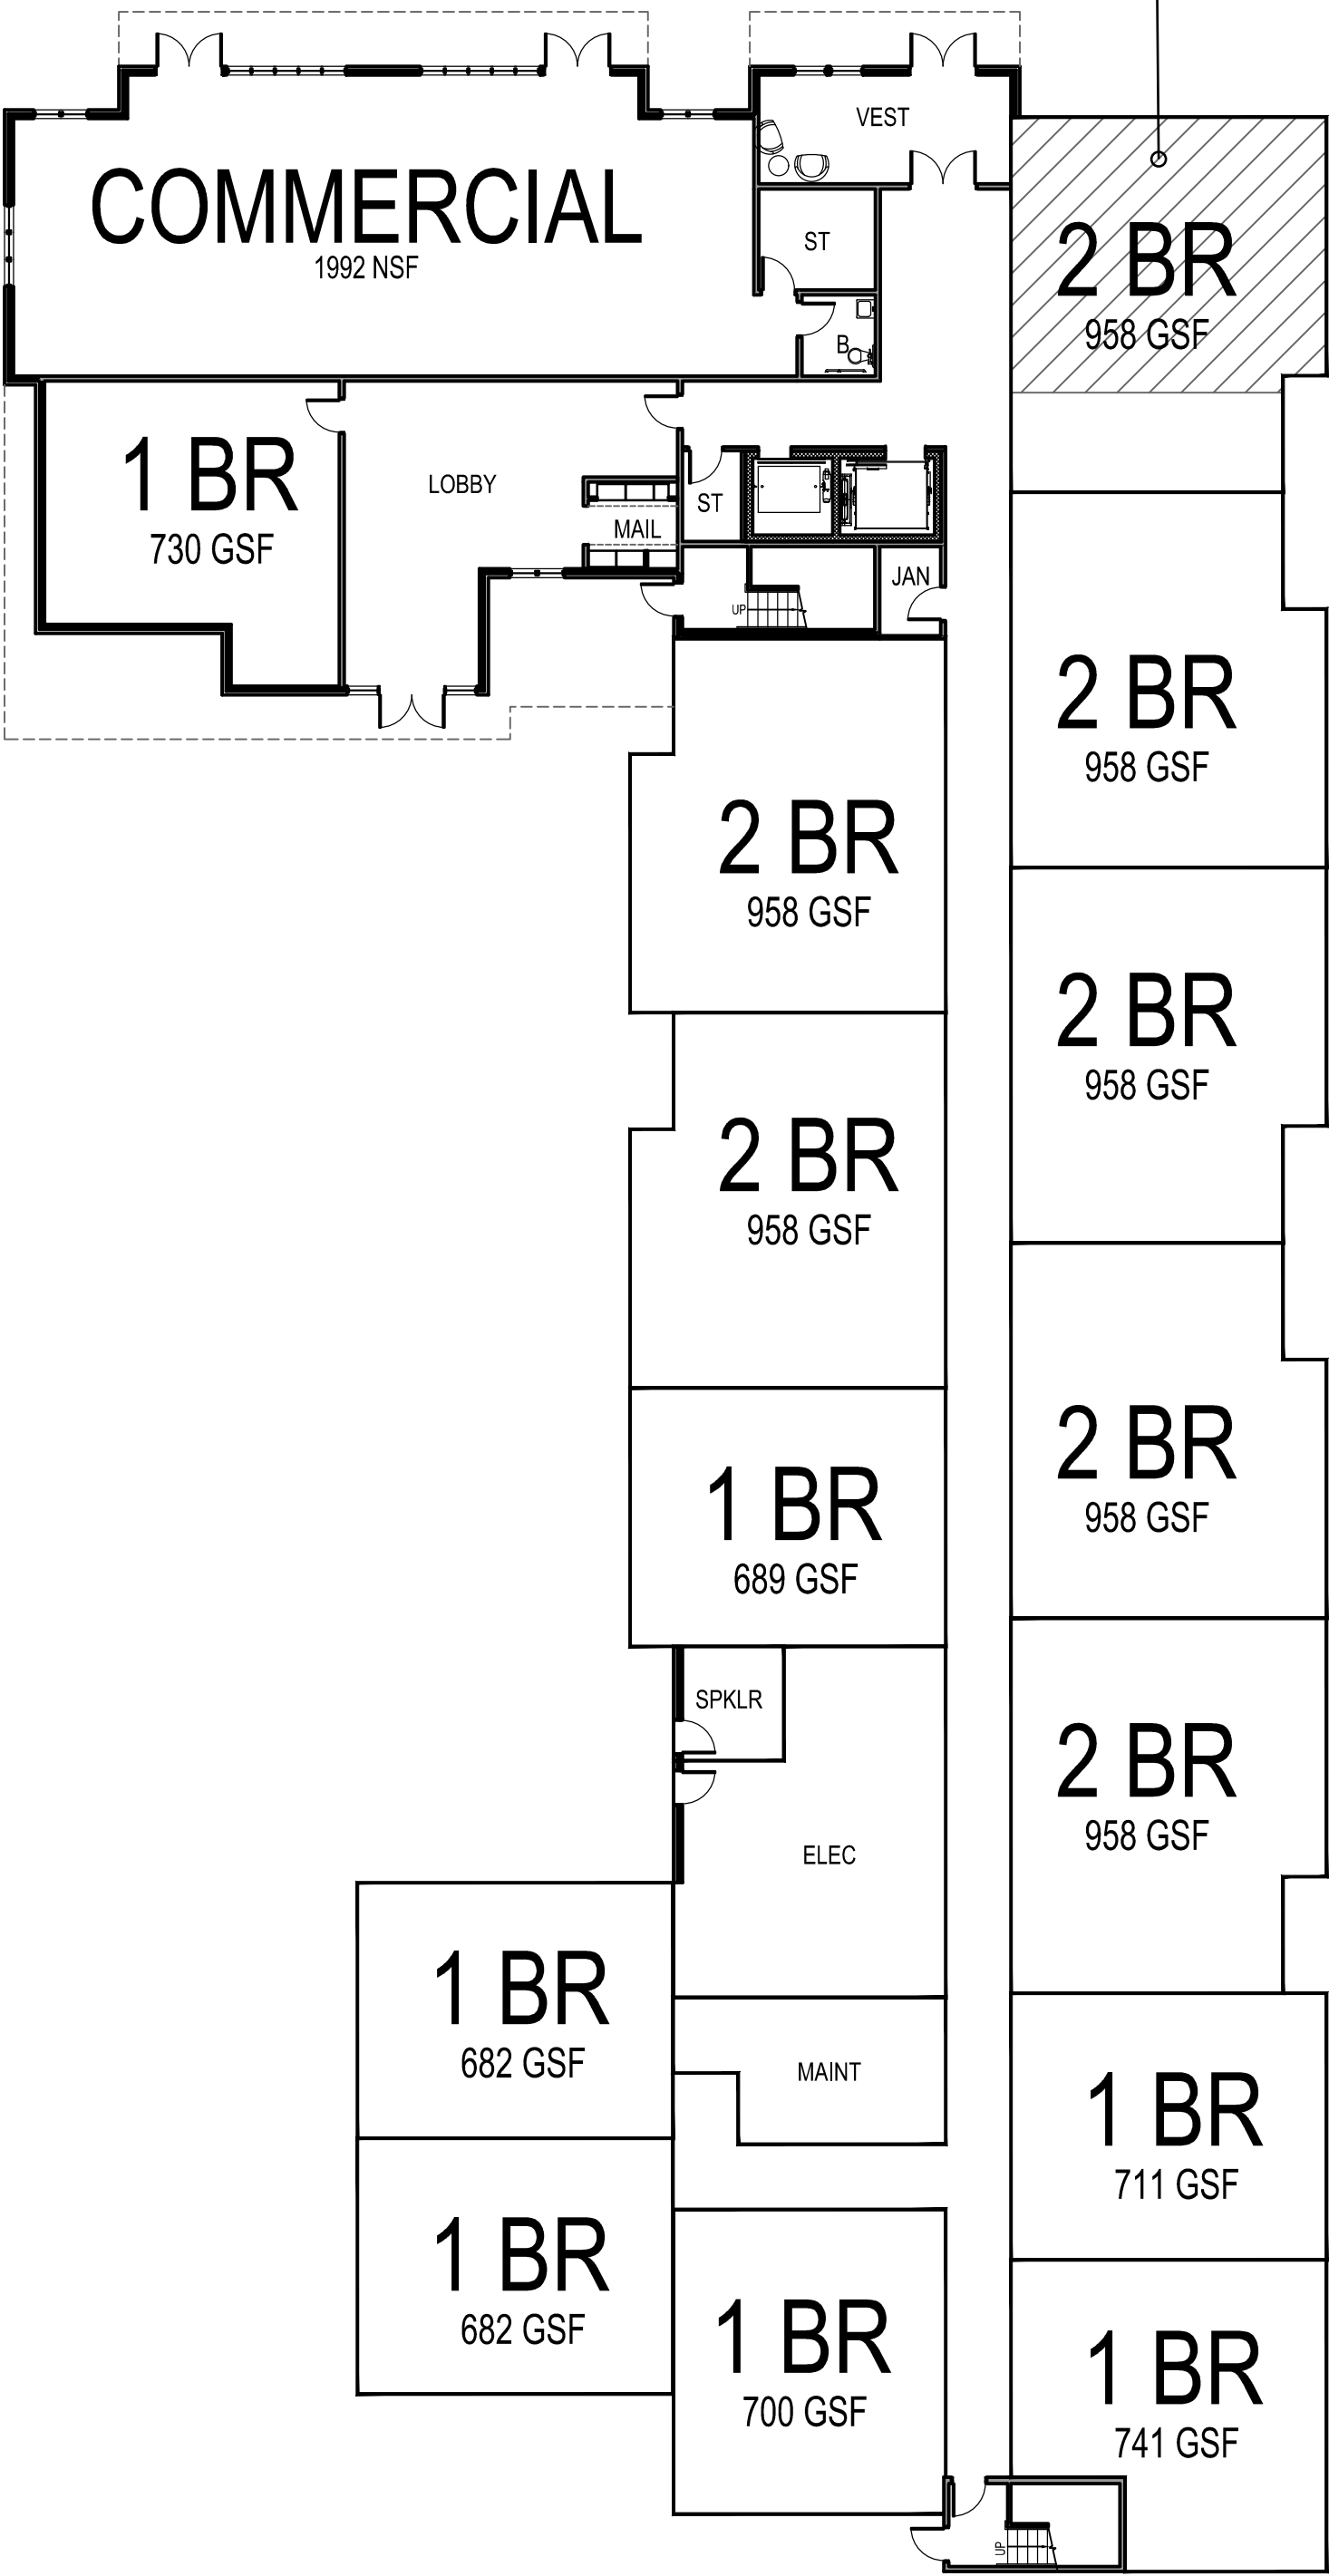 VEST
COMMERCIAL
1992 NSF
ST
B
2 BR
958 GSF
1 BR
730 GSF
LOBBY
MAIL
ST
JAN
UP
2 BR
958 GSF
2 BR
958 GSF
2 BR
958 GSF
2 BR
958 GSF
2 BR
958 GSF
1 BR
689 GSF
SPKLR
2 BR
958 GSF
ELEC
1 BR
682 GSF
MAINT
1 BR
711 GSF
1 BR
682 GSF
1 BR
700 GSF
1 BR
741 GSF
UP